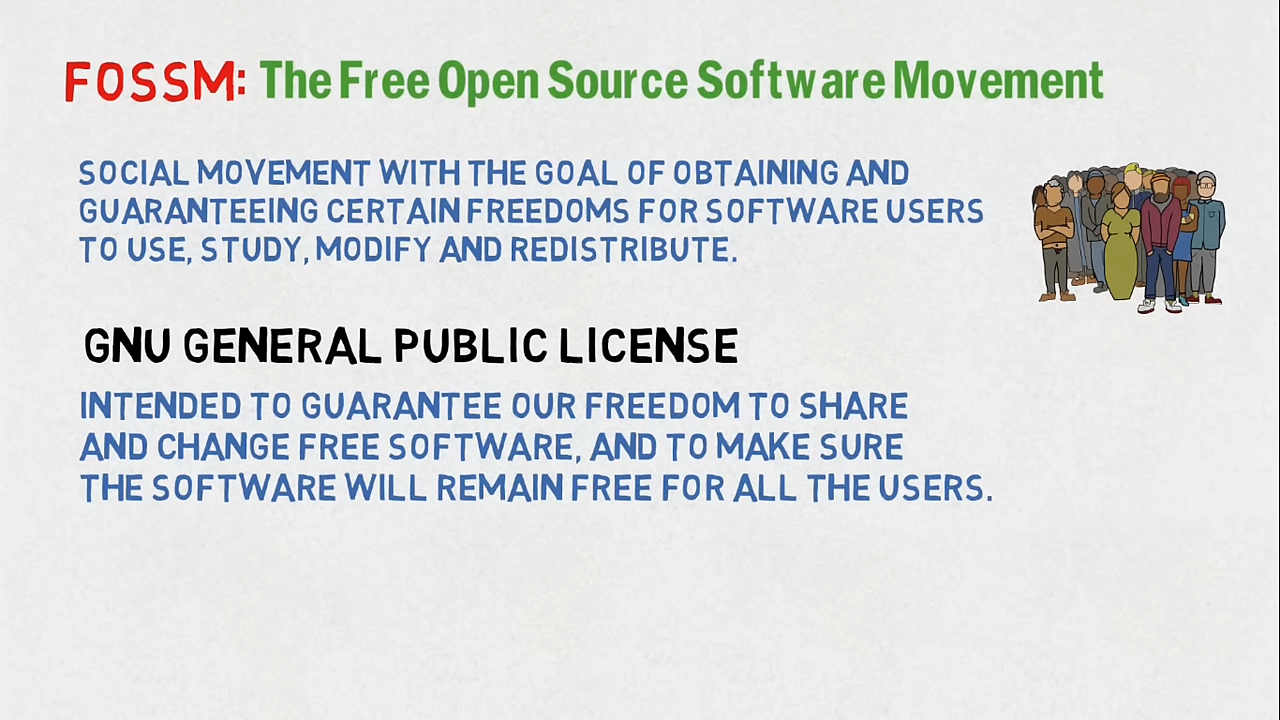 FOSSM: The Free Open Source Software Movement
SOCIAL MOVEMENT WITH THE GOAL OF OBTAINING AND
GUARANTEEING CERTAIN FREEDOMS FOR SOFTWARE USERS
TO USE, STUDY, MODIFY AND REDISTRIBUTE.
GNU GENERAL PUBLIC LICENSE
INTENDED TO GUARANTEE OUR FREEDOM TO SHARE
AND CHANGE FREE SOFTWARE, AND TO MAKE SURE
THE SOFTWARE WILL REMAIN FREE FOR ALL THE USERS.